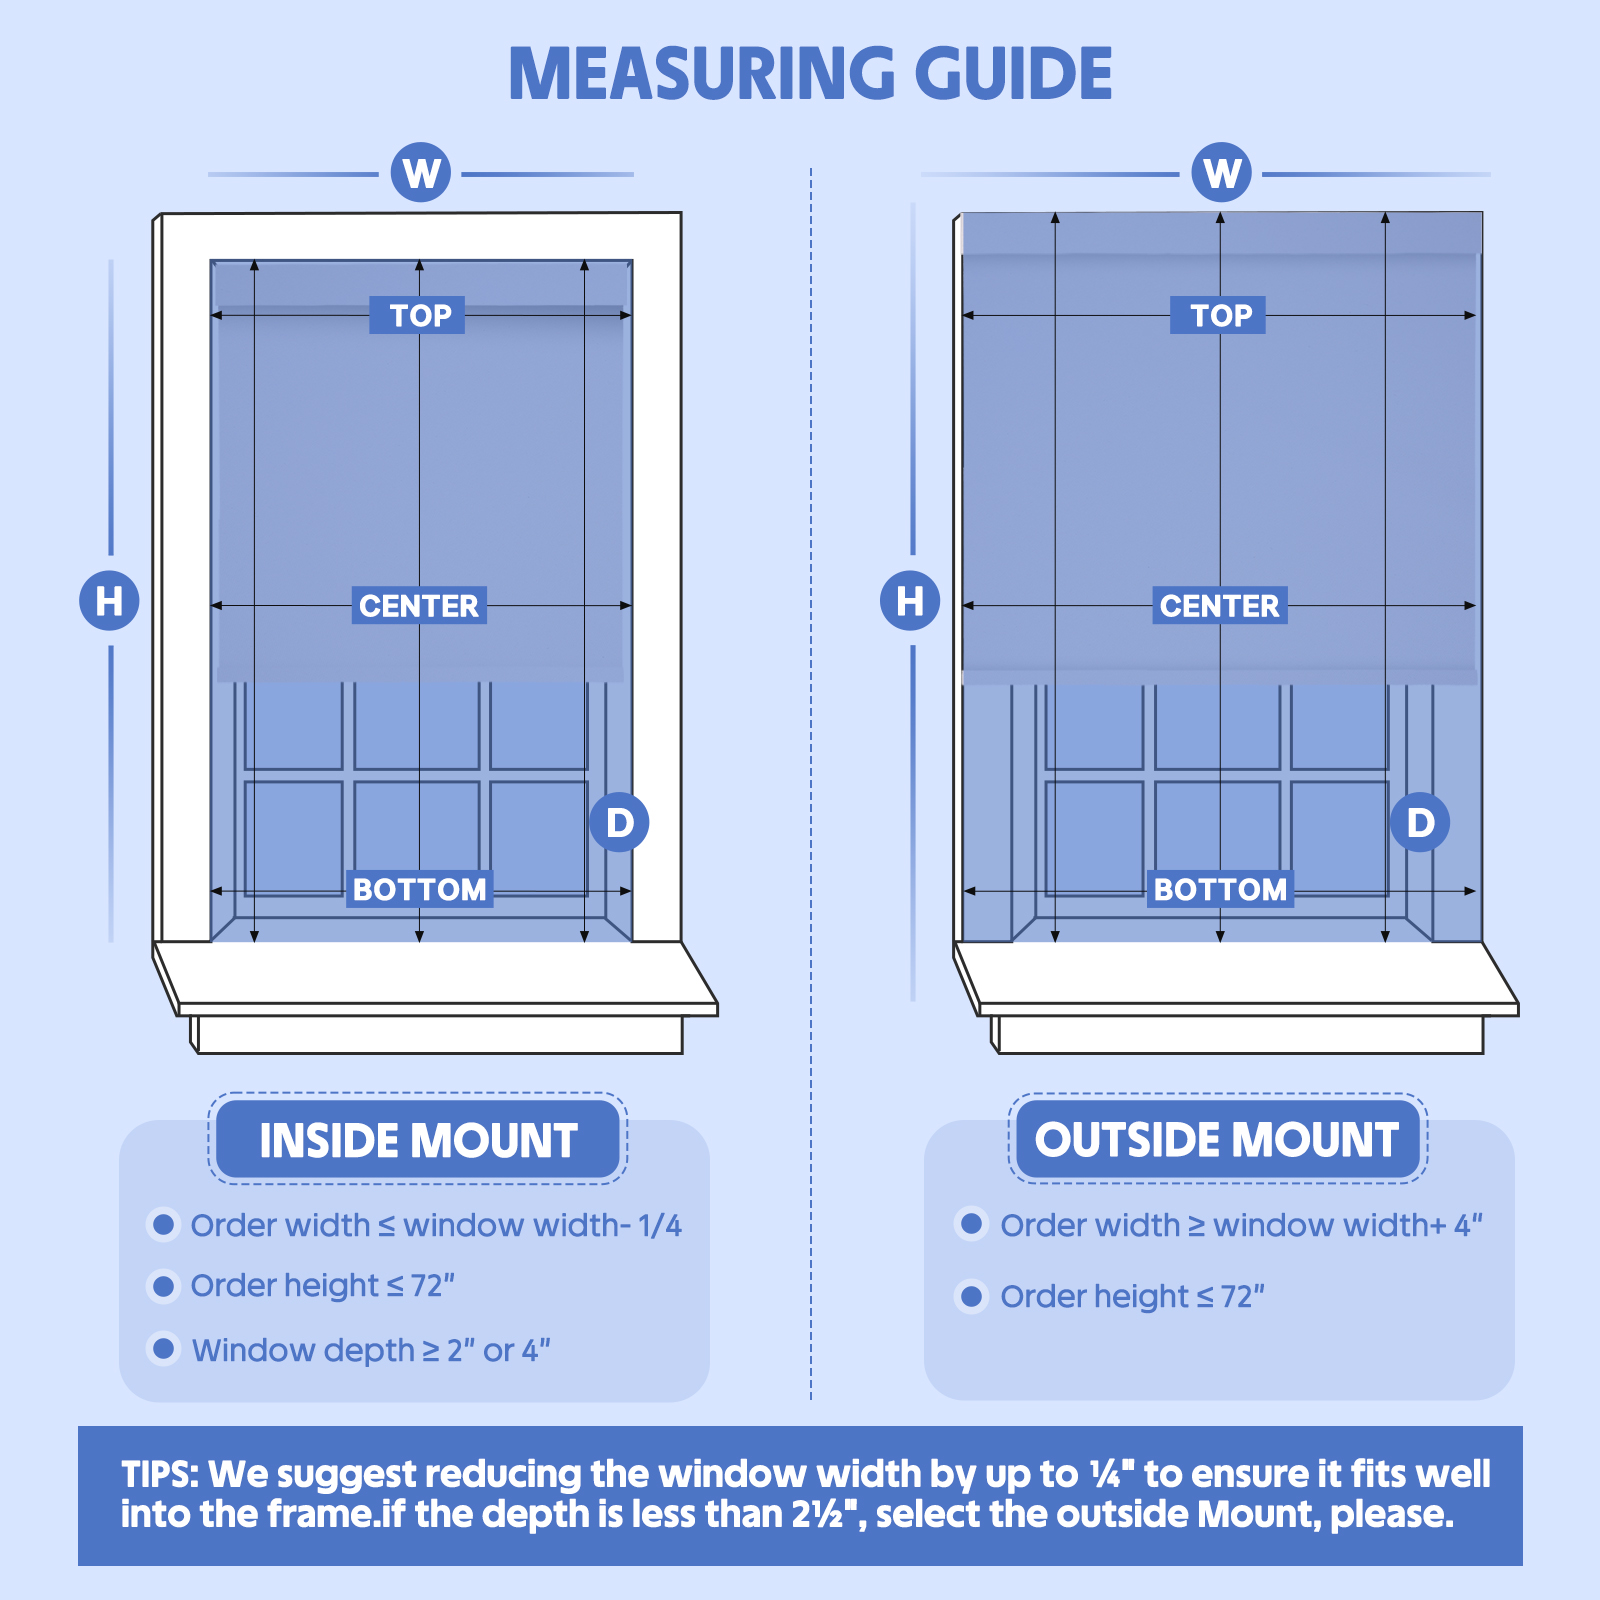 MEASURING GUIDE
W
H
TOP
CENTER
D
BOTTOM
W
H
TOP
CENTER
D
BOTTOM
INSIDE MOUNT
Order width ≤ window width- 1/4
Order height ≤ 72"
Window depth ≥ 2" or 4"
OUTSIDE MOUNT
Order width ≥ window width+ 4"
Order height ≤ 72"
TIPS: We suggest reducing the window width by up to ¼" to ensure it fits well
into the frame.if the depth is less than 2½", select the outside Mount, please.